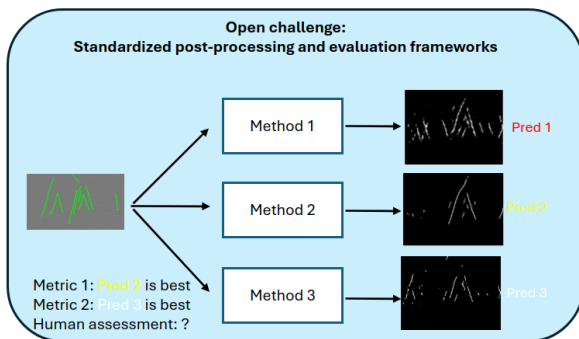 Open challenge:
Standardized post-processing and evaluation frameworks
Method 1
Pred 1
Method 2
Pred 2
Method 3
Pred 3
Metric 1: Pred 2 is best
Metric 2: Pred 3 is best
Human assessment: ?